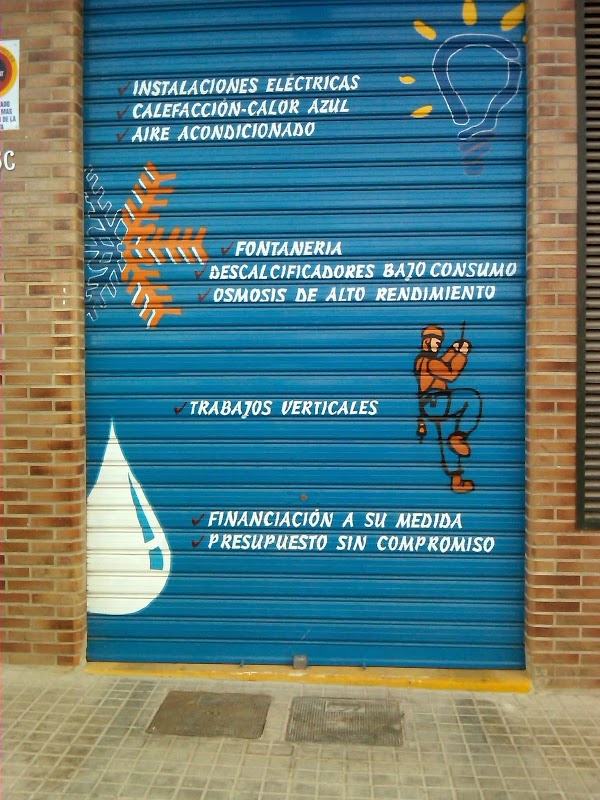 INSTALACIONES ELÉCTRICAS
CALEFACCIÓN-CALOR AZUL
AIRE ACONDICIONADO
FONTANERIA
DESCALCIFICADORES BAJO CONSUMO
OSMOSIS DE ALTO RENDIMIENTO
TRABAJOS VERTICALES
FINANCIACIÓN A SU MEDIDA
PRESUPUESTO SIN COMPROMISO